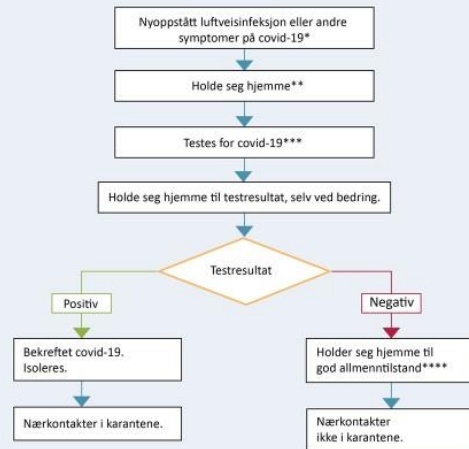 Nyoppstått luftveisinfeksjon eller andre
symptomer på covid-19*
Holde seg hjemme**
Testes for covid-19***
Holde seg hjemme til testresultat, selv ved bedring.
Testresultat
Positiv
Negativ
Bekreftet covid-19.
Isoleres.
Holder seg hjemme til
god allmenntilstand****
Nærkontakter i karantene.
Nærkontakter
ikke i karantene.